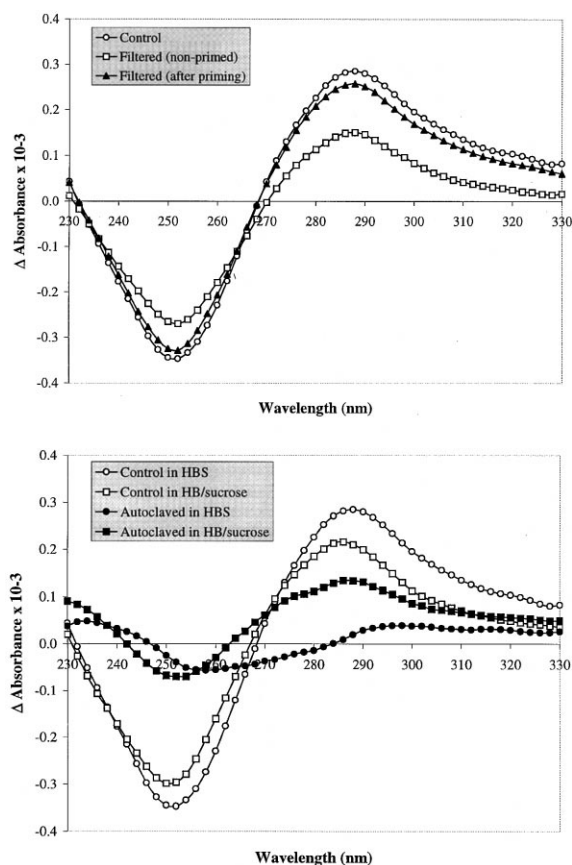 0.4
Control
Filtered (non-primed)
Filtered (after priming)
0.3
0.2
0.1
0.0
230 240 250 260 270 280 290 300 310 320 330
-0.1
-0.2
-0.3
-0.4
Δ Absorbance x 10-3
Wavelength (nm)
0.4
Control in HBS
Control in HB/sucrose
Autoclaved in HBS
Autoclaved in HB/sucrose
0.3
0.2
0.1
0.0
230 240 250 260 270 280 290 300 310 320 330
-0.1
-0.2
-0.3
-0.4
Δ Absorbance x 10-3
Wavelength (nm)